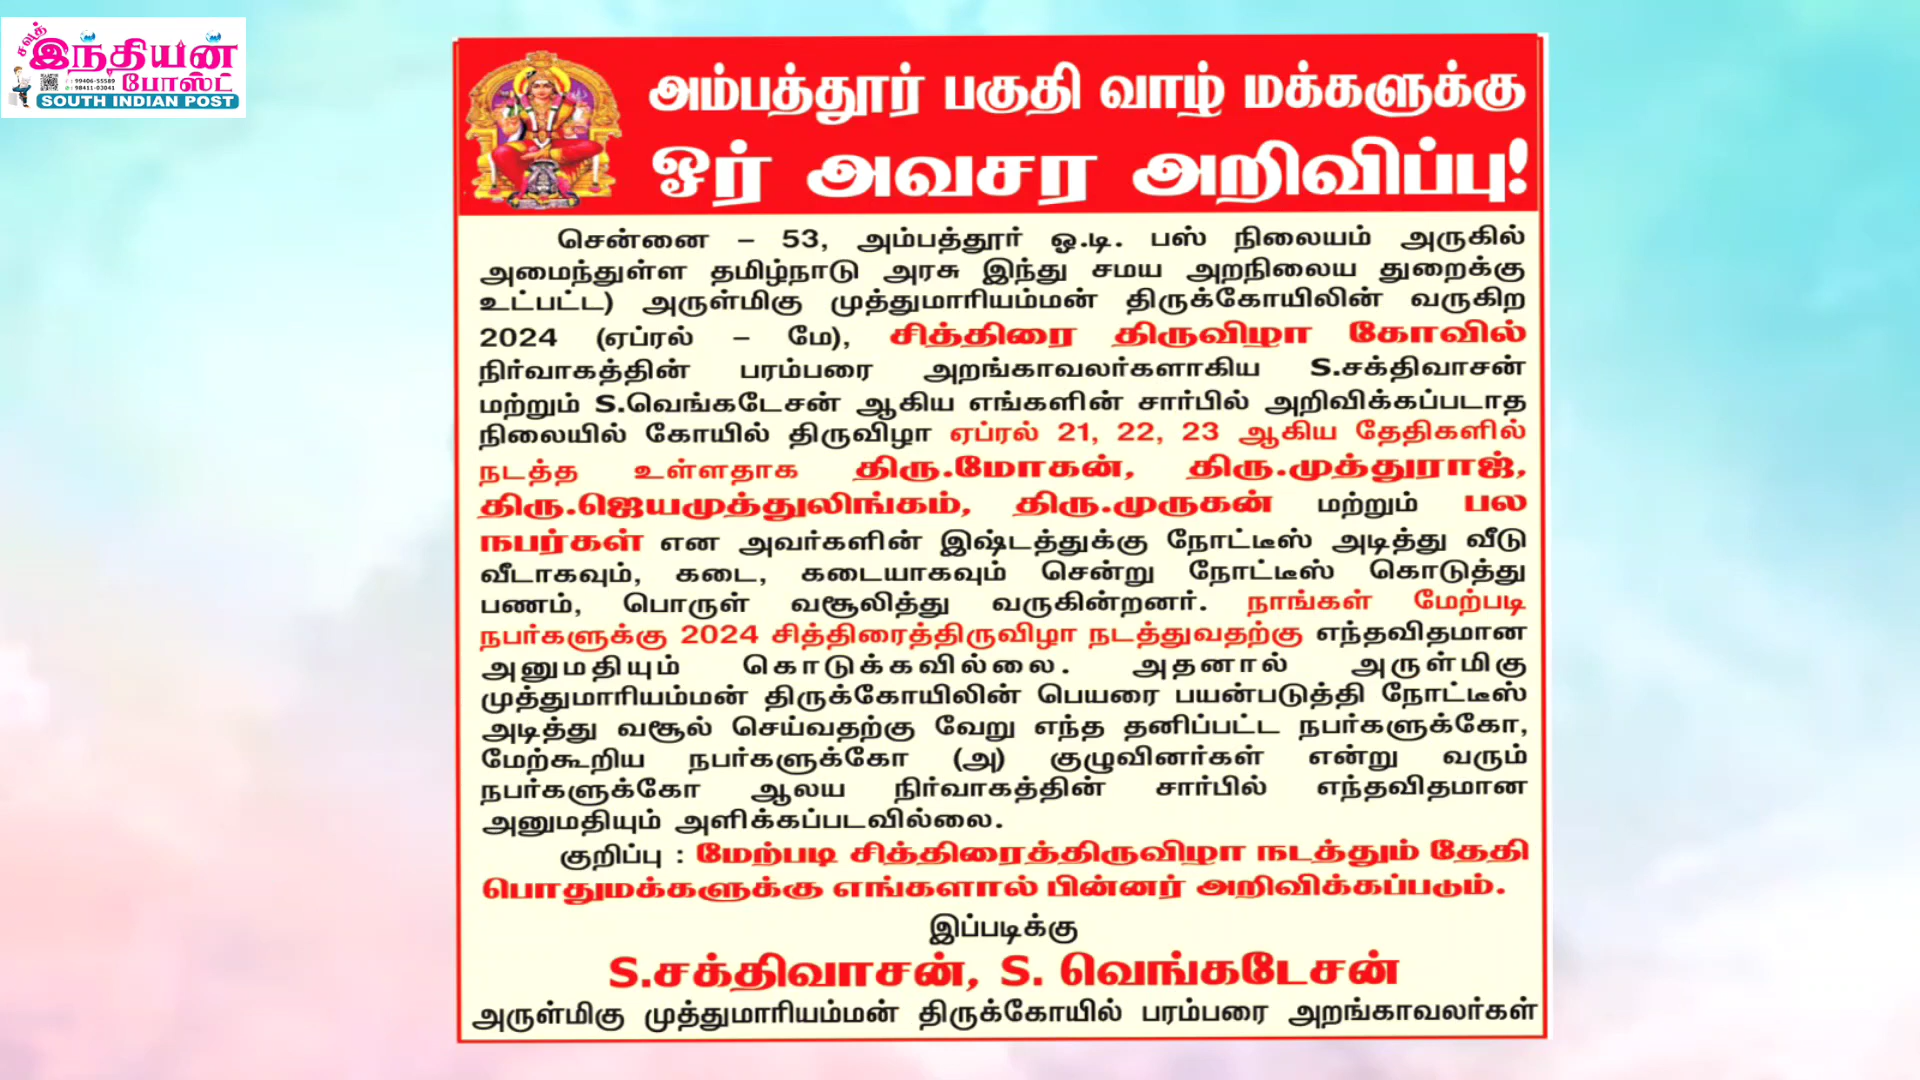 சவுத்
இந்தியன்
போஸ்ட்
99406-55589
98411-03041
SOUTH INDIAN POST
அம்பத்தூர் பகுதி வாழ் மக்களுக்கு
ஓர் அவசர அறிவிப்பு!
சென்னை – 53, அம்பத்தூர் ஓ.டி. பஸ் நிலையம் அருகில்
அமைந்துள்ள தமிழ்நாடு அரசு இந்து சமய அறநிலைய துறைக்கு
உட்பட்ட) அருள்மிகு முத்துமாரியம்மன் திருக்கோயிலின் வருகிற
2024 (ஏப்ரல் – மே), சித்திரை திருவிழா கோவில்
நிர்வாகத்தின் பரம்பரை அறங்காவலர்களாகிய S.சக்திவாசன்
மற்றும் S.வெங்கடேசன் ஆகிய எங்களின் சார்பில் அறிவிக்கப்படாத
நிலையில் கோயில் திருவிழா ஏப்ரல் 21, 22, 23 ஆகிய தேதிகளில்
நடத்த உள்ளதாக திரு.மோகன், திரு.முத்துராஜ்,
திரு.ஜெயமுத்துலிங்கம், திரு.முருகன் மற்றும் பல
நபர்கள் என அவர்களின் இஷ்டத்துக்கு நோட்டீஸ் அடித்து வீடு
வீடாகவும், கடை, கடையாகவும் சென்று நோட்டீஸ் கொடுத்து
பணம், பொருள் வசூலித்து வருகின்றனர். நாங்கள் மேற்படி
நபர்களுக்கு 2024 சித்திரைத்திருவிழா நடத்துவதற்கு எந்தவிதமான
அனுமதியும் கொடுக்கவில்லை. அதனால் அருள்மிகு
முத்துமாரியம்மன் திருக்கோயிலின் பெயரை பயன்படுத்தி நோட்டீஸ்
அடித்து வசூல் செய்வதற்கு வேறு எந்த தனிப்பட்ட நபர்களுக்கோ,
மேற்கூறிய நபர்களுக்கோ (அ) குழுவினர்கள் என்று வரும்
நபர்களுக்கோ ஆலய நிர்வாகத்தின் சார்பில் எந்தவிதமான
அனுமதியும் அளிக்கப்படவில்லை.
குறிப்பு : மேற்படி சித்திரைத்திருவிழா நடத்தும் தேதி
பொதுமக்களுக்கு எங்களால் பின்னர் அறிவிக்கப்படும்.
இப்படிக்கு
S.சக்திவாசன், S. வெங்கடேசன்
அருள்மிகு முத்துமாரியம்மன் திருக்கோயில் பரம்பரை அறங்காவலர்கள்